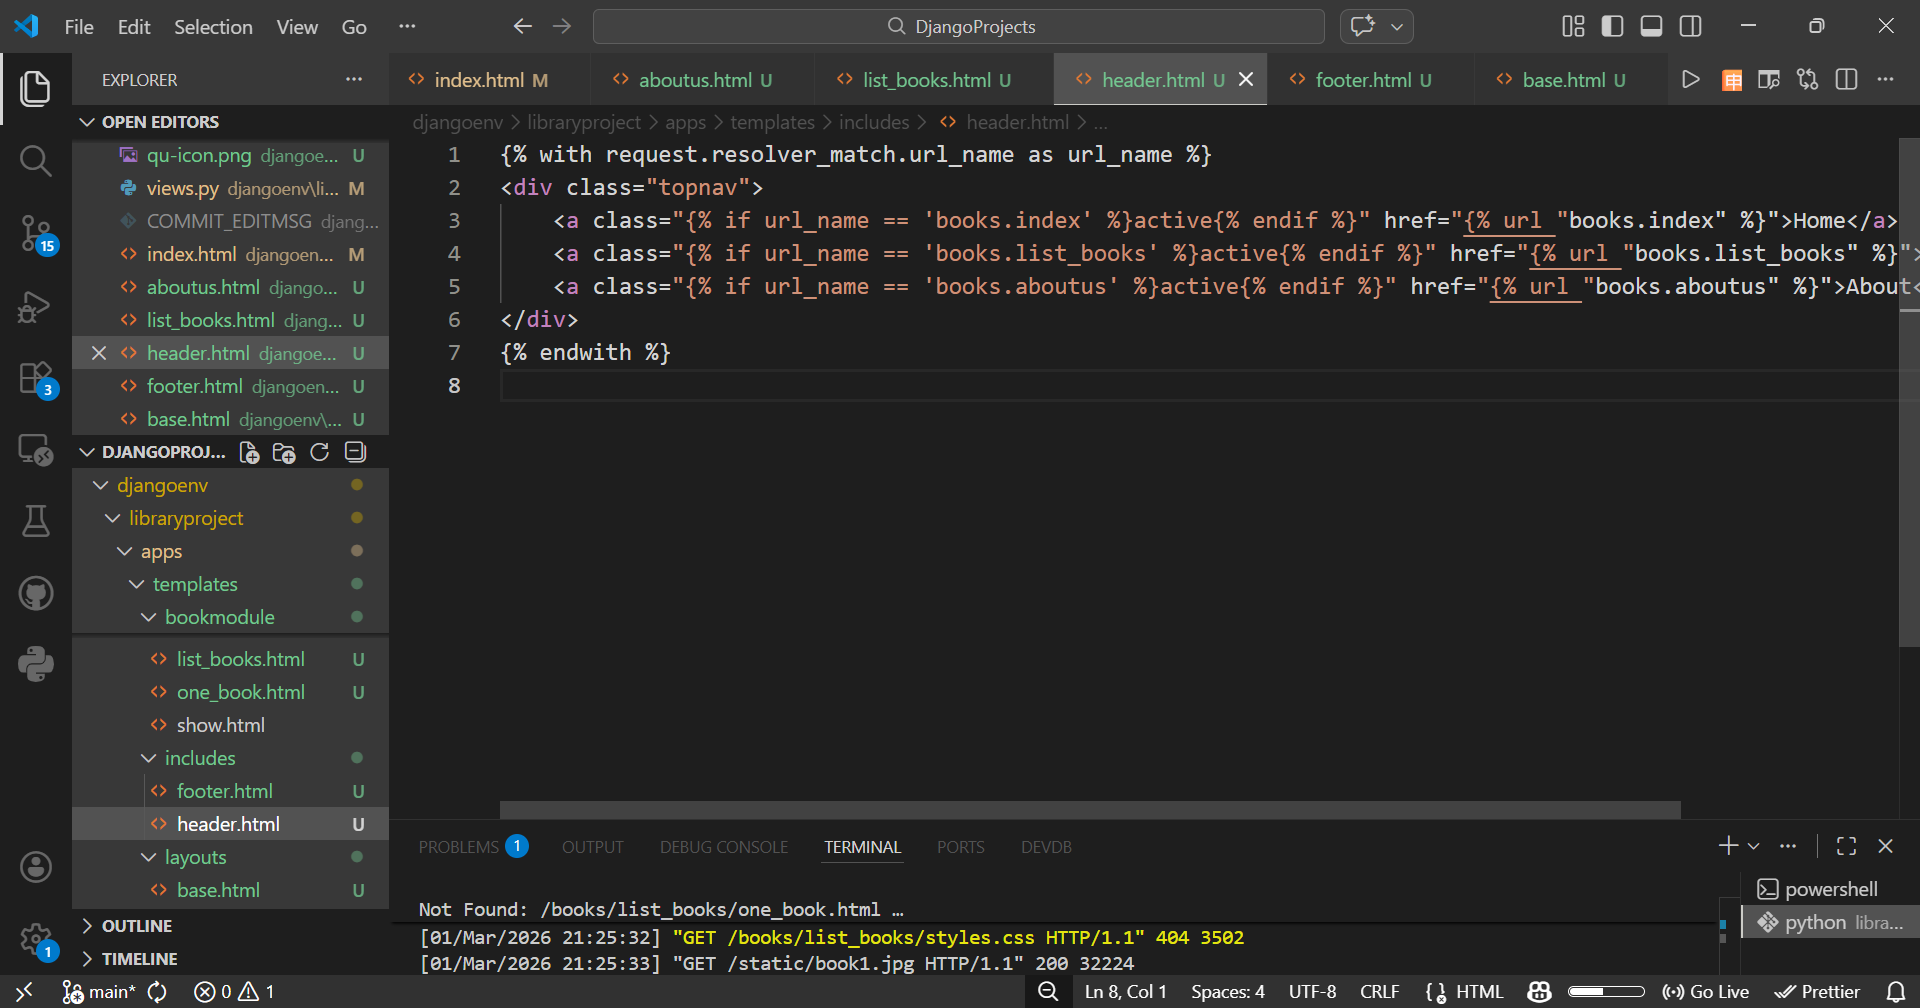 File Edit Selection View Go ···
DjangoProjects
EXPLORER ···
index.html M
aboutus.html U
list_books.html U
header.html U
footer.html U
base.html U
OPEN EDITORS
qu-icon.png djangoe... U
views.py djangoenv\li... M
COMMIT_EDITMSG djang...
index.html djangoen... M
aboutus.html django... U
list_books.html djang... U
header.html djangoe... U
footer.html djangoen... U
base.html djangoenv\... U
DJANGOPROJ...
djangoenv
libraryproject
apps
templates
bookmodule
list_books.html U
one_book.html U
show.html
includes
footer.html U
header.html U
layouts
base.html U
OUTLINE
TIMELINE
15
3
1
djangoenv > libraryproject > apps > templates > includes > header.html > ...
1 {% with request.resolver_match.url_name as url_name %}
2 <div class="topnav">
3 <a class="{% if url_name == 'books.index' %}active{% endif %}" href="{% url "books.index" %}">Home</a>
4 <a class="{% if url_name == 'books.list_books' %}active{% endif %}" href="{% url "books.list_books" %}">
5 <a class="{% if url_name == 'books.aboutus' %}active{% endif %}" href="{% url "books.aboutus" %}">About<
6 </div>
7 {% endwith %}
8
PROBLEMS 1 OUTPUT DEBUG CONSOLE TERMINAL PORTS DEVDB
Not Found: /books/list_books/one_book.html …
[01/Mar/2026 21:25:32] "GET /books/list_books/styles.css HTTP/1.1" 404 3502
[01/Mar/2026 21:25:33] "GET /static/book1.jpg HTTP/1.1" 200 32224
powershell
python libra...
main* 0 1 Ln 8, Col 1 Spaces: 4 UTF-8 CRLF HTML Go Live Prettier